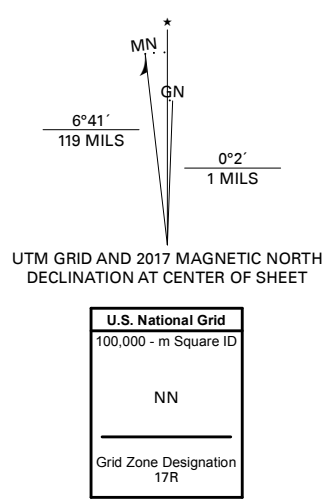 ★
MN
GN
6°41´
119 MILS
0°2´
1 MILS
UTM GRID AND 2017 MAGNETIC NORTH
DECLINATION AT CENTER OF SHEET
U.S. National Grid
100,000 - m Square ID
NN
Grid Zone Designation
17R